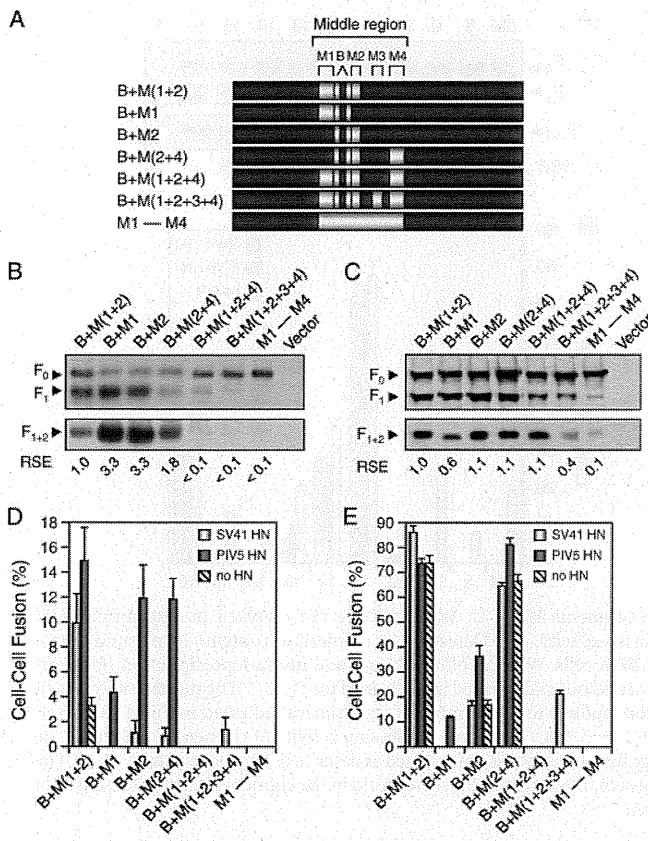 A
Middle region
M1 B M2 M3 M4
B+M(1+2)
B+M1
B+M2
B+M(2+4)
B+M(1+2+4)
B+M(1+2+3+4)
M1 ---- M4
B
B+M(1+2)
B+M1
B+M2
B+M(2+4)
B+M(1+2+4)
B+M(1+2+3+4)
M1 — M4
Vector
F0
F1
F1+2
RSE 1.0 3.3 3.3 1.8 <0.1 <0.1 <0.1
C
B+M(1+2)
B+M1
B+M2
B+M(2+4)
B+M(1+2+4)
B+M(1+2+3+4)
M1 — M4
Vector
F0
F1
F1+2
RSE 1.0 0.6 1.1 1.1 1.1 0.4 0.1
D
Cell-Cell Fusion (%)
18
16
14
12
10
8
6
4
2
0
SV41 HN
PIV5 HN
no HN
B+M(1+2)
B+M1
B+M2
B+M(2+4)
B+M(1+2+4)
B+M(1+2+3+4)
M1 — M4
E
Cell-Cell Fusion (%)
90
80
70
60
50
40
30
20
10
0
SV41 HN
PIV5 HN
no HN
B+M(1+2)
B+M1
B+M2
B+M(2+4)
B+M(1+2+4)
B+M(1+2+3+4)
M1 — M4